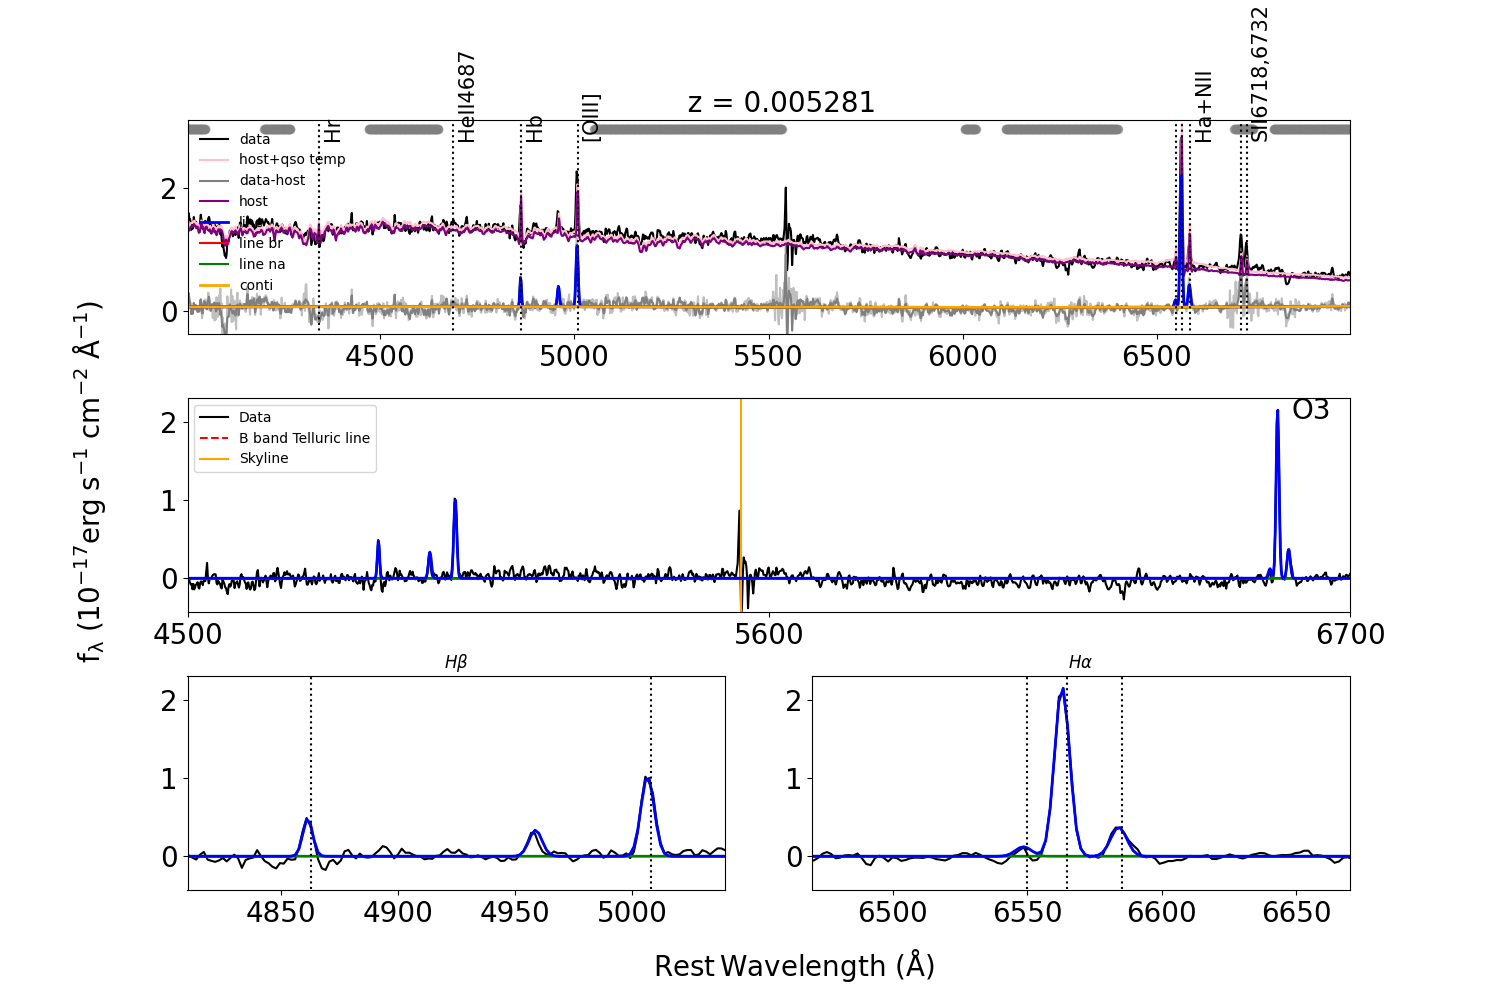 z = 0.005281
Hr
HeII4687
Hb
[OIII]
Ha+NII
SII6718,6732
data
host+qso temp
data-host
host
line br
line na
conti
2
0
4500 5000 5500 6000 6500
Data
B band Telluric line
Skyline
O3
2
1
0
4500 5600 6700
fλ (10⁻¹⁷erg s⁻¹ cm⁻² Å⁻¹)
Hβ
2
1
0
4850 4900 4950 5000
Hα
2
1
0
6500 6550 6600 6650
Rest Wavelength (Å)